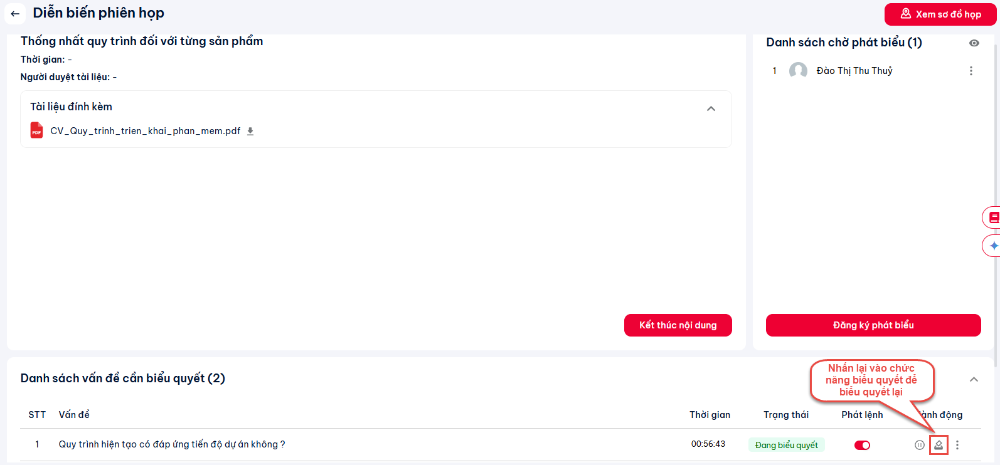 Diễn biến phiên họp
Xem sơ đồ họp
Thống nhất quy trình đối với từng sản phẩm
Thời gian: -
Người duyệt tài liệu: -
Tài liệu đính kèm
PDF
CV_Quy_trinh_trien_khai_phan_mem.pdf
Kết thúc nội dung
Danh sách chờ phát biểu (1)
1 Đào Thị Thu Thuỷ
Đăng ký phát biểu
Danh sách vấn đề cần biểu quyết (2)
Nhấn lại vào chức
năng biểu quyết để
biểu quyết lại
STT Vấn đề Thời gian Trạng thái Phát lệnh ành động
1 Quy trình hiện tạo có đáp ứng tiến độ dự án không ? 00:56:43 Đang biểu quyết